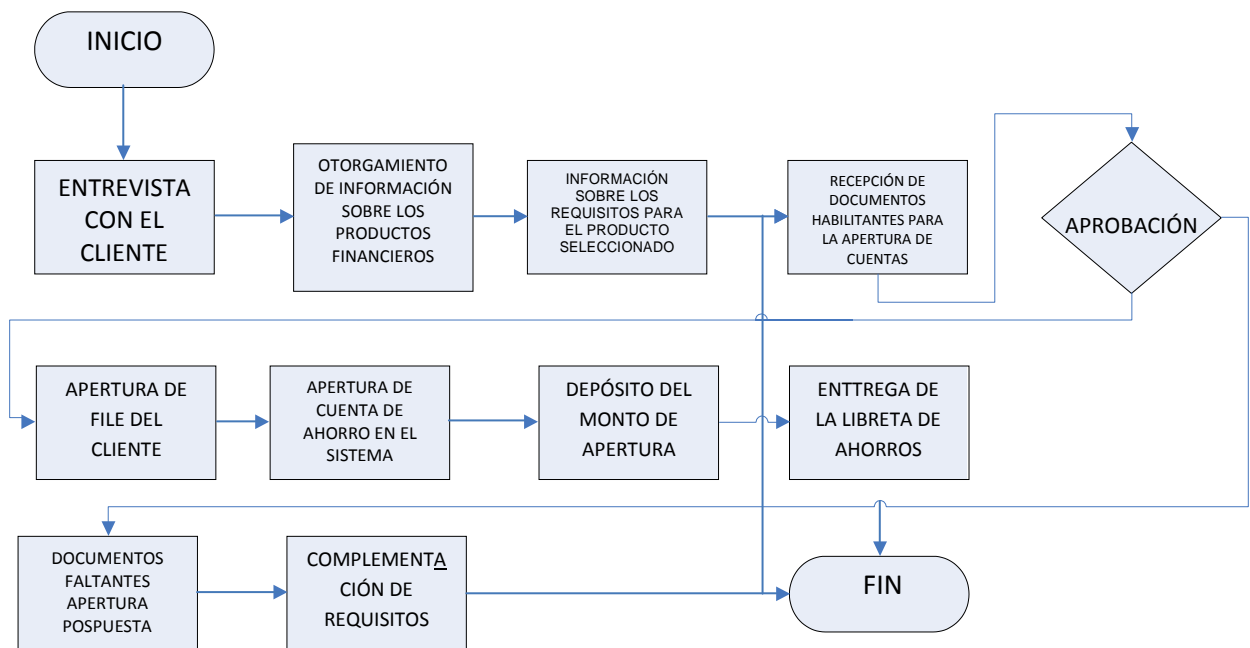 INICIO
ENTREVISTA
CON EL
CLIENTE
OTORGAMIENTO
DE INFORMACIÓN
SOBRE LOS
PRODUCTOS
FINANCIEROS
INFORMACIÓN
SOBRE LOS
REQUISITOS PARA
EL PRODUCTO
SELECCIONADO
RECEPCIÓN DE
DOCUMENTOS
HABILITANTES PARA
LA APERTURA DE
CUENTAS
APROBACIÓN
APERTURA DE
FILE DEL
CLIENTE
APERTURA DE
CUENTA DE
AHORRO EN EL
SISTEMA
DEPÓSITO DEL
MONTO DE
APERTURA
ENTTREGA DE
LA LIBRETA DE
AHORROS
DOCUMENTOS
FALTANTES
APERTURA
POSPUESTA
COMPLEMENTA
CIÓN DE
REQUISITOS
FIN